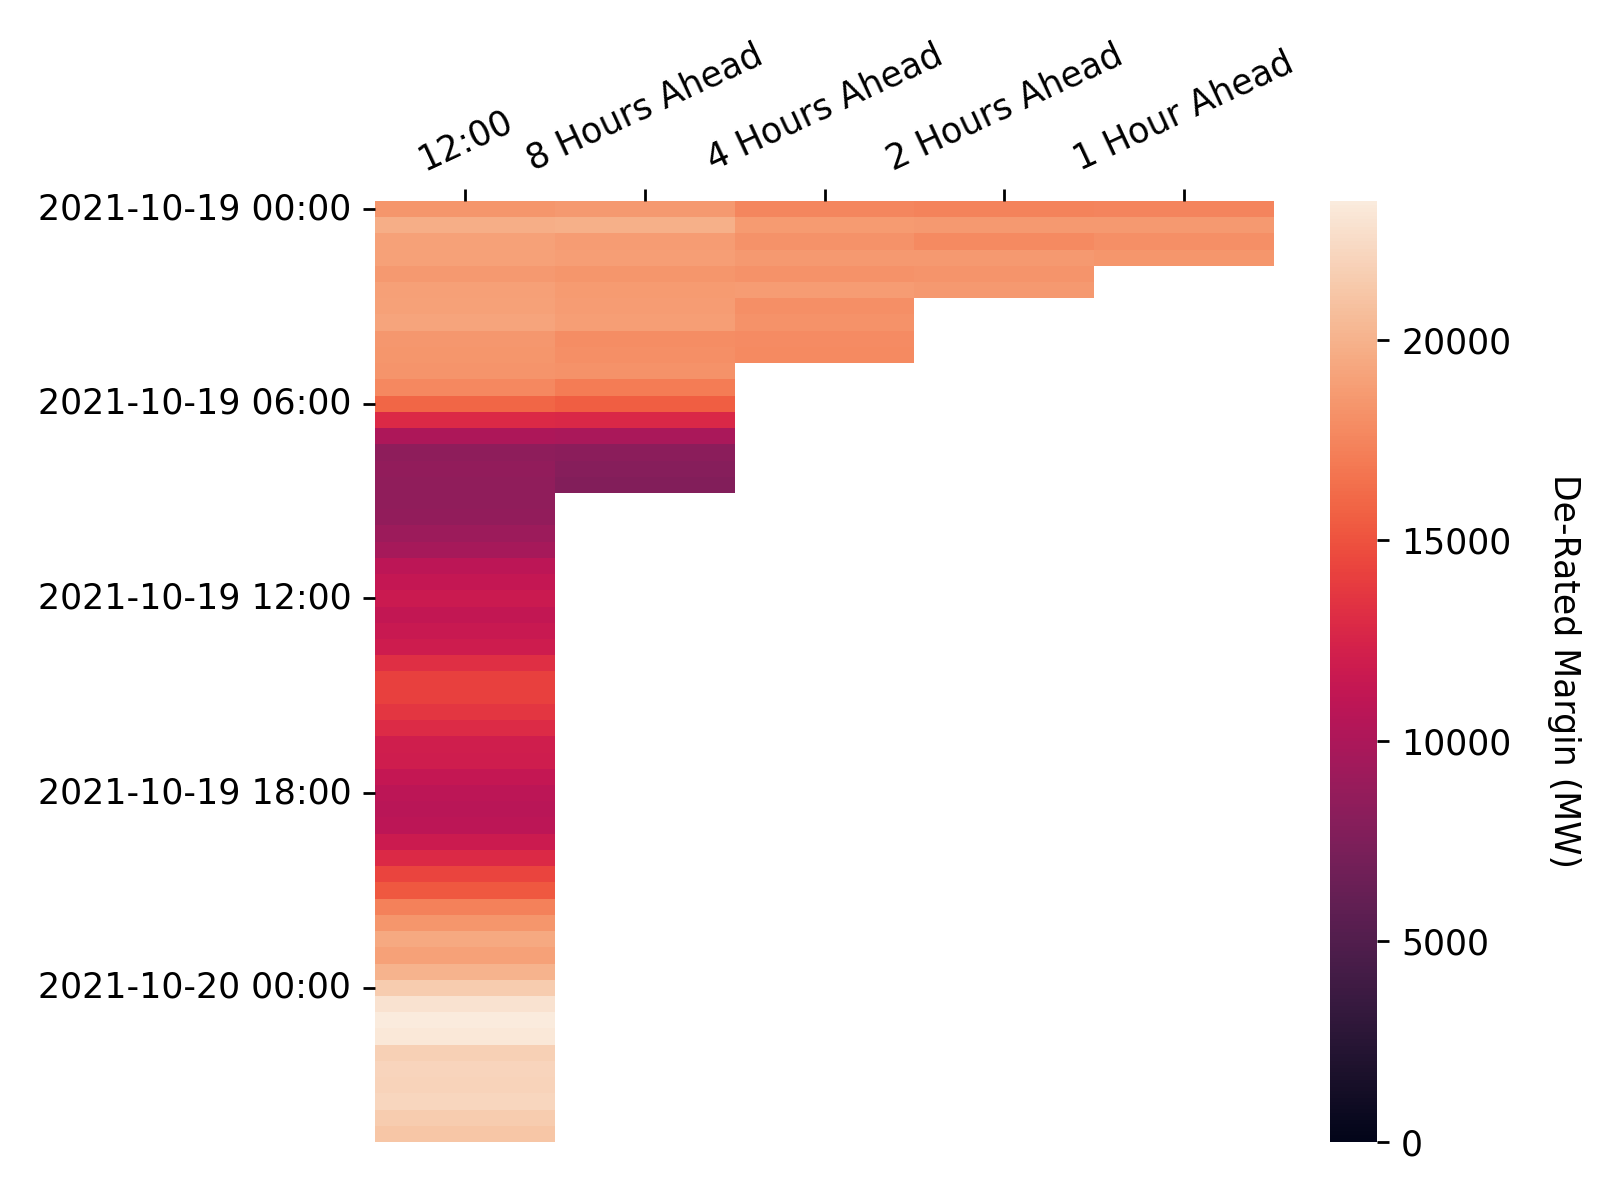 12:00
8 Hours Ahead
4 Hours Ahead
2 Hours Ahead
1 Hour Ahead
2021-10-19 00:00
2021-10-19 06:00
2021-10-19 12:00
2021-10-19 18:00
2021-10-20 00:00
20000
15000
10000
5000
0
De-Rated Margin (MW)